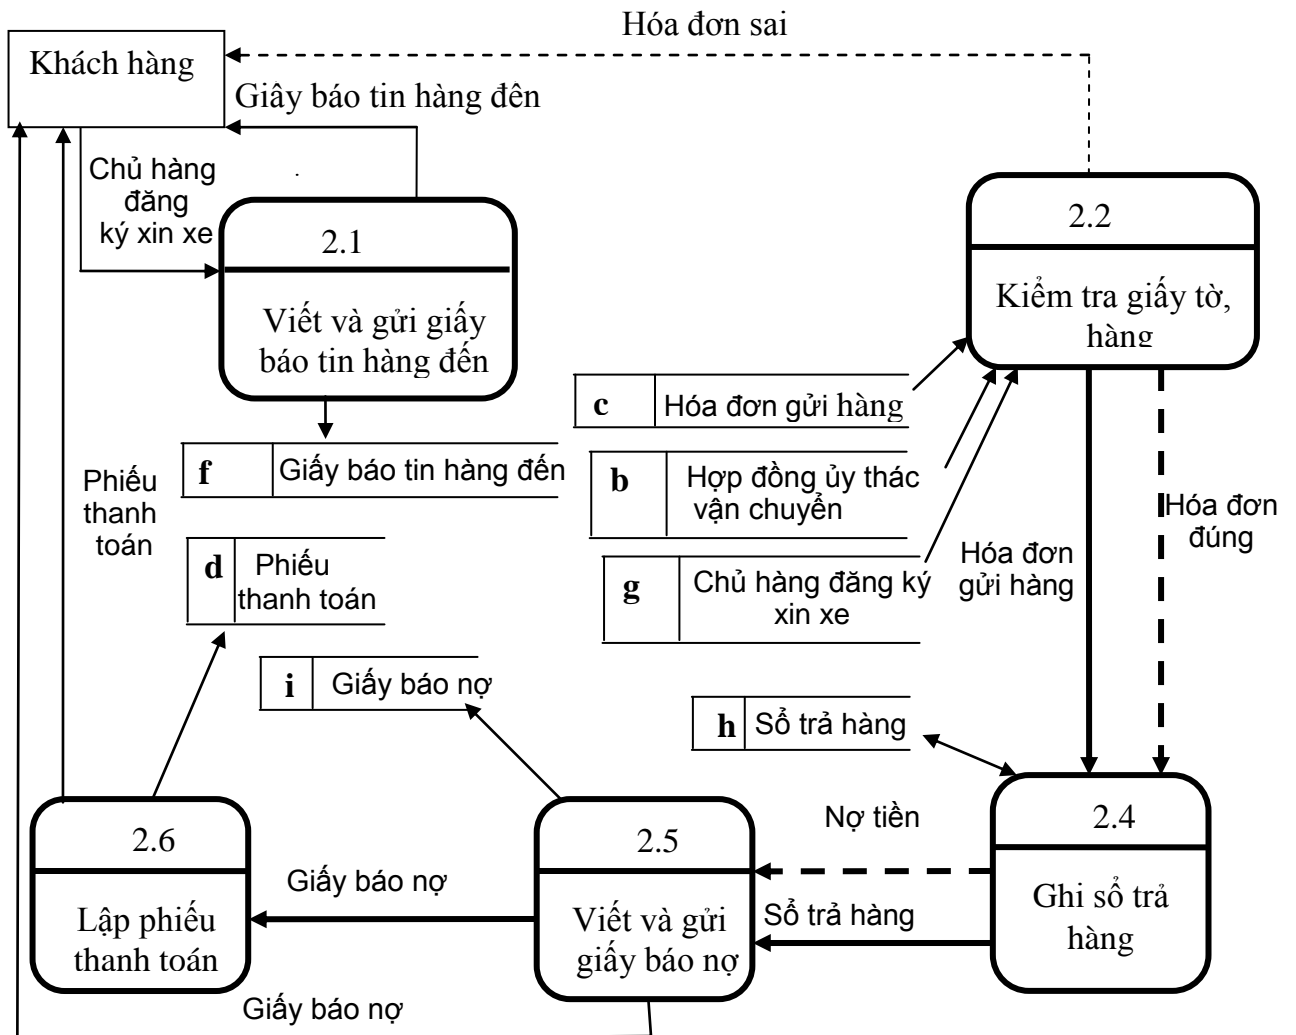 Hóa đơn sai
Khách hàng
Giây báo tin hàng đên
Chủ hàng
đăng
ký xin xe
2.1
Viết và gửi giấy
báo tin hàng đến
2.2
Kiểm tra giấy tờ,
hàng
c Hóa đơn gửi hàng
f Giấy báo tin hàng đến
b Hợp đồng ủy thác
vận chuyển
Phiếu
thanh
toán
Hóa đơn
đúng
d Phiếu
thanh toán
g Chủ hàng đăng ký
xin xe
Hóa đơn
gửi hàng
i Giấy báo nợ
h Sổ trả hàng
2.6
Lập phiếu
thanh toán
Giấy báo nợ
2.5
Viết và gửi
giấy báo nợ
Nợ tiền
Sổ trả hàng
2.4
Ghi sổ trả
hàng
Giấy báo nợ